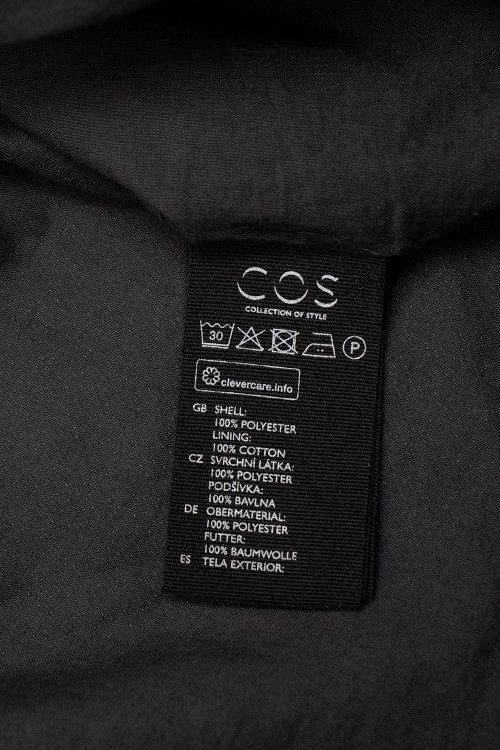 COS
COLLECTION OF STYLE
30 P
clevercare.info
GB SHELL:
100% POLYESTER
LINING:
100% COTTON
CZ SVRCHNÍ LÁTKA:
100% POLYESTER
PODŠÍVKA:
100% BAVLNA
DE OBERMATERIAL:
100% POLYESTER
FUTTER:
100% BAUMWOLLE
ES TELA EXTERIOR: